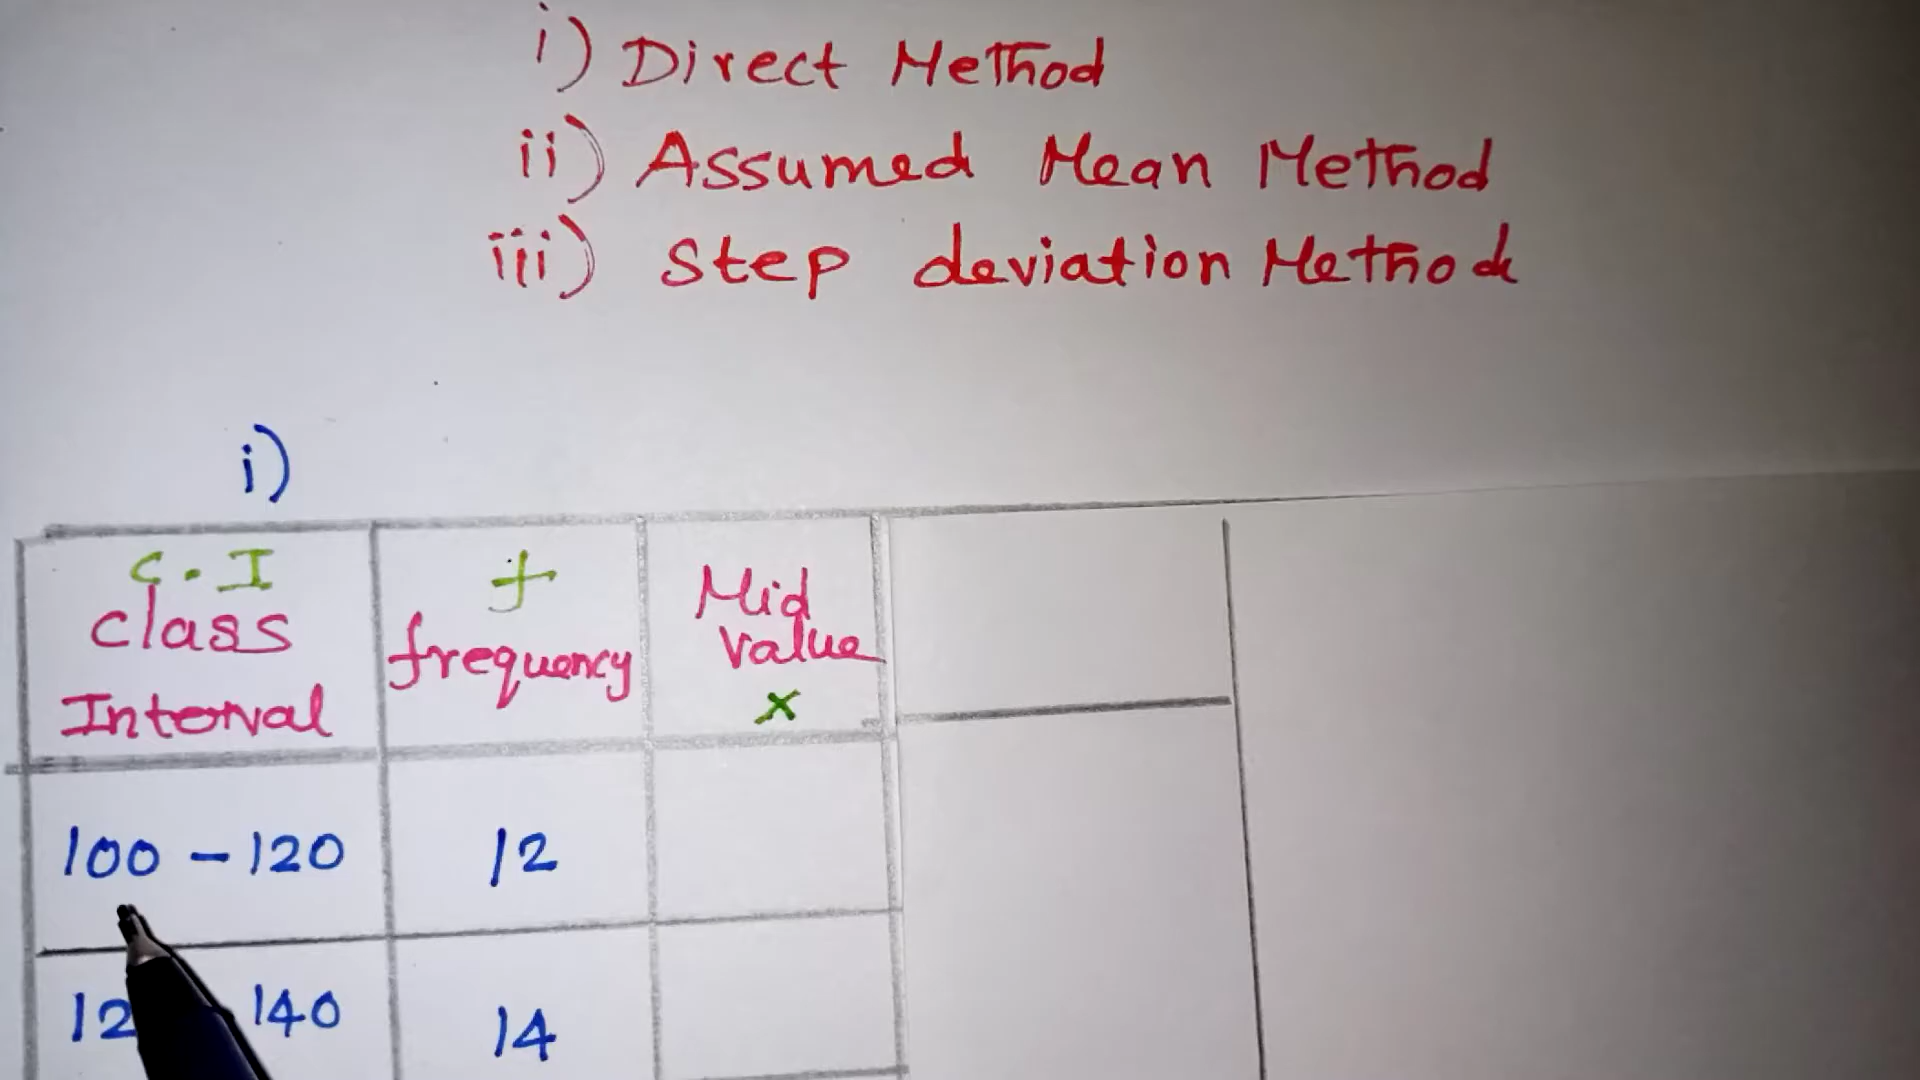 i) Direct Method
ii) Assumed Mean Method
iii) Step deviation Method
i)
C.I
class
Interval
f
frequency
Mid
value
x
100 - 120
12
140
14